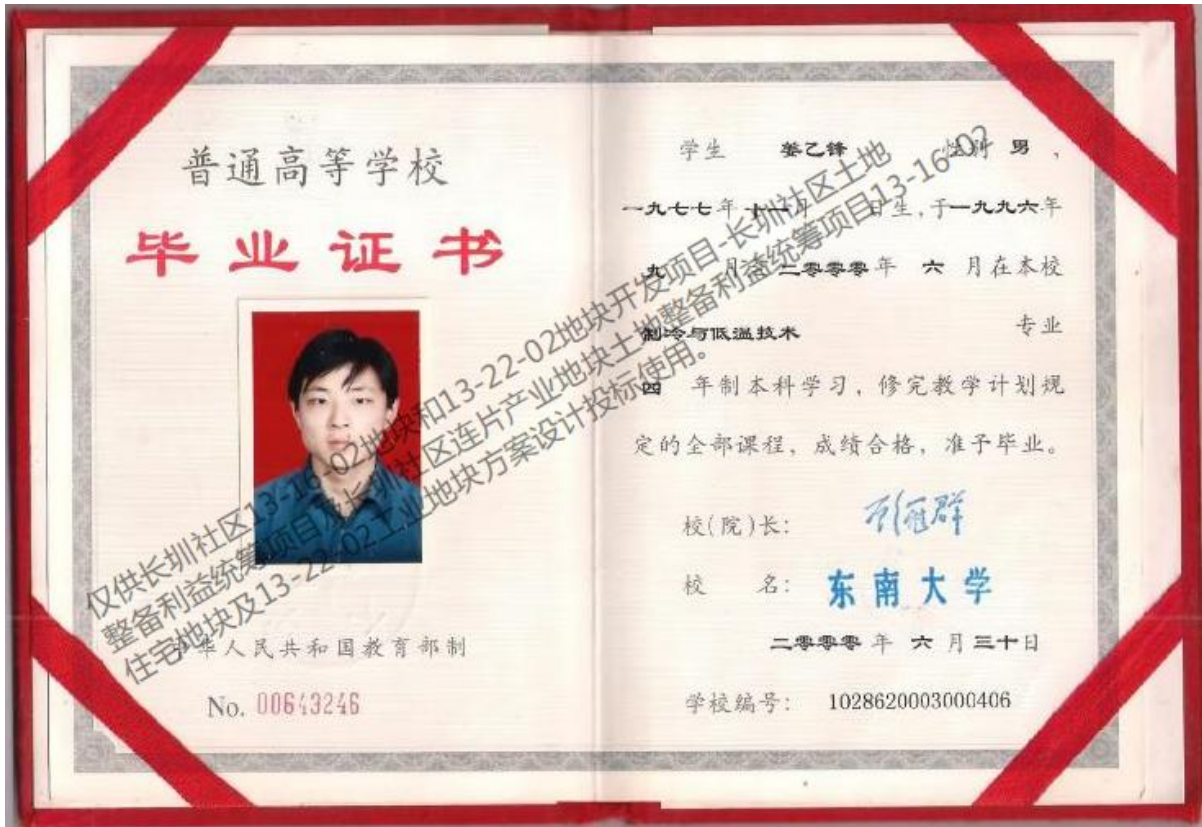 普通高等学校
毕业证书
中华人民共和国教育部制
No. 00643246
学生 姜乙锋 性别 男，
一九七七年十一月 日生，于一九九六年
九 月 二零零零年 六 月在本校
制冷与低温技术 专业
四 年制本科学习，修完教学计划规
定的全部课程，成绩合格，准予毕业。
校(院)长：
校 名：东南大学
二零零零年 六 月三十日
学校编号： 1028620003000406
仅供长圳社区13-16-02地块和13-22-02地块开发项目-长圳社区土地
整备利益统筹项目及长圳社区连片产业地块土地整备利益统筹项目13-16-02
住宅地块及13-22-02工业地块方案设计投标使用。